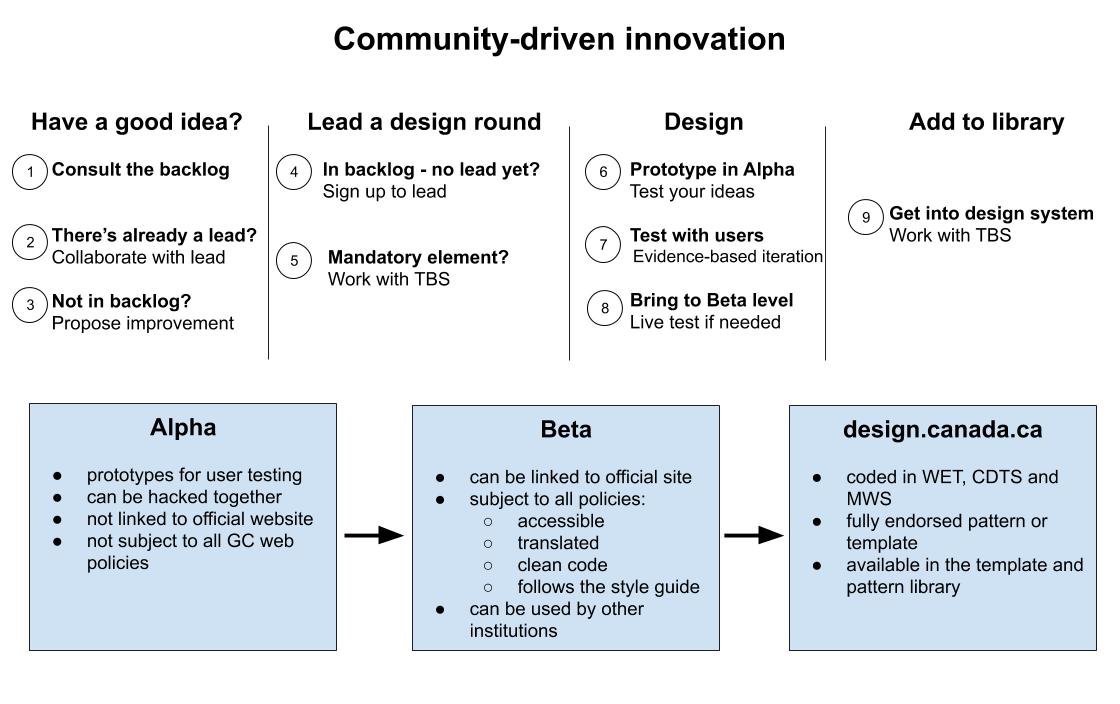 Community-driven innovation
Have a good idea?
1 Consult the backlog
2 There's already a lead?
Collaborate with lead
3 Not in backlog?
Propose improvement
Lead a design round
4 In backlog - no lead yet?
Sign up to lead
5 Mandatory element?
Work with TBS
Design
6 Prototype in Alpha
Test your ideas
7 Test with users
Evidence-based iteration
8 Bring to Beta level
Live test if needed
Add to library
9 Get into design system
Work with TBS
Alpha
● prototypes for user testing
● can be hacked together
● not linked to official website
● not subject to all GC web
policies
Beta
● can be linked to official site
● subject to all policies:
○ accessible
○ translated
○ clean code
○ follows the style guide
● can be used by other
institutions
design.canada.ca
● coded in WET, CDTS and
MWS
● fully endorsed pattern or
template
● available in the template and
pattern library